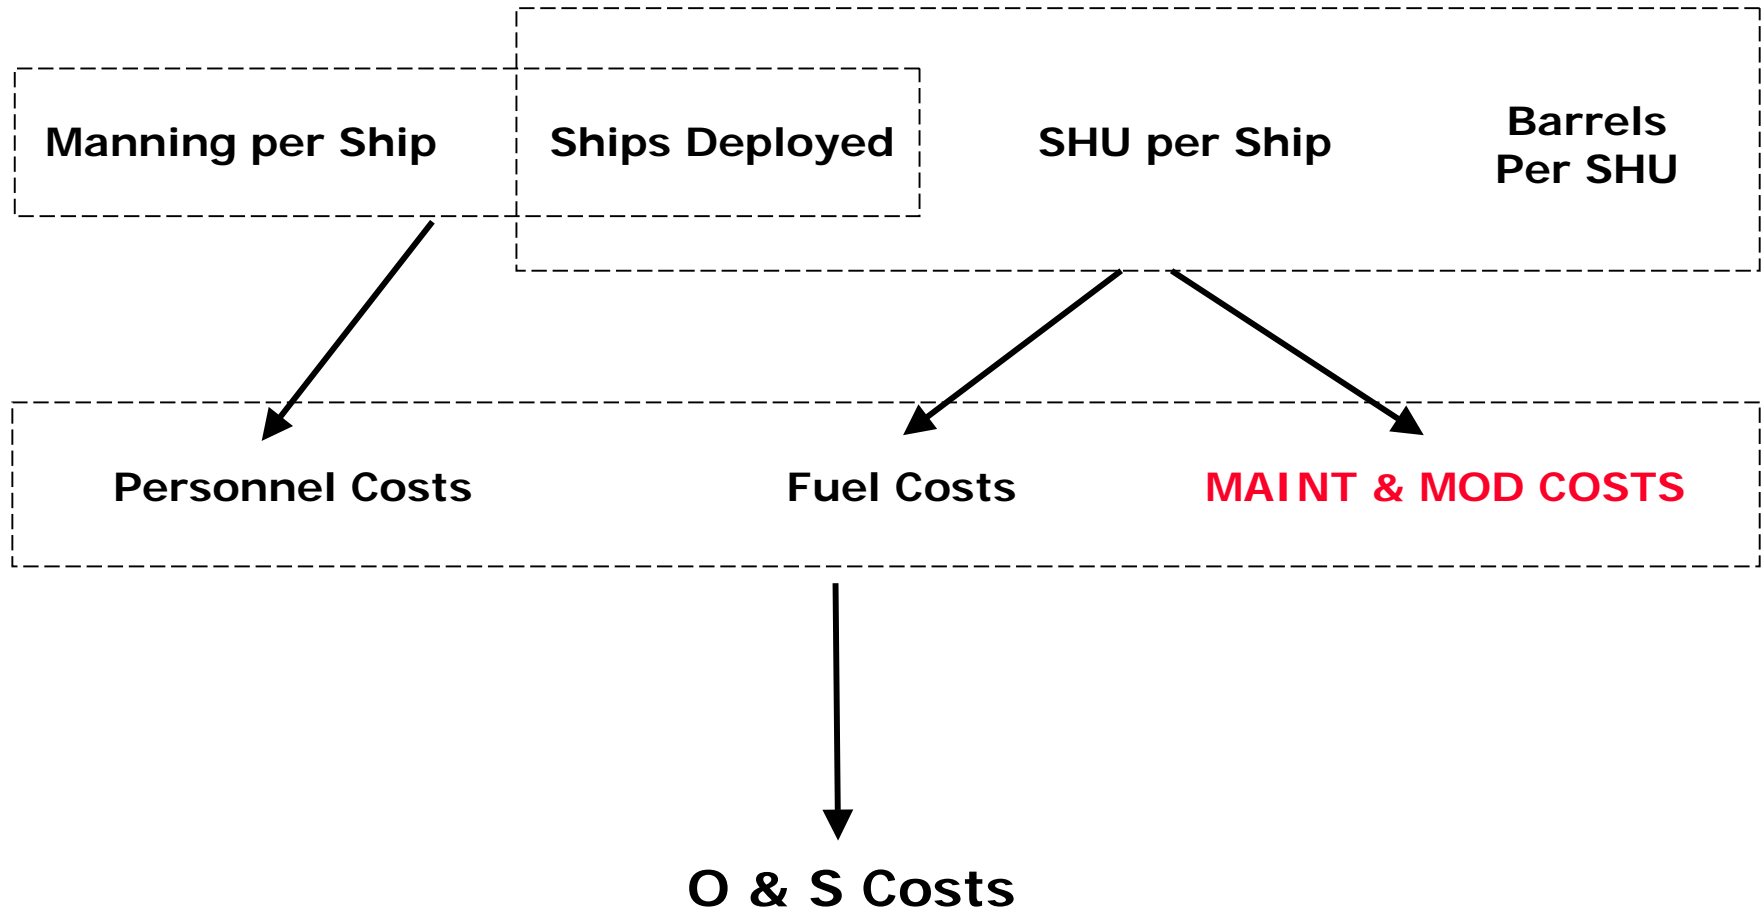 Manning per Ship
Ships Deployed
SHU per Ship
Barrels
Per SHU
Personnel Costs
Fuel Costs
MAINT & MOD COSTS
O & S Costs